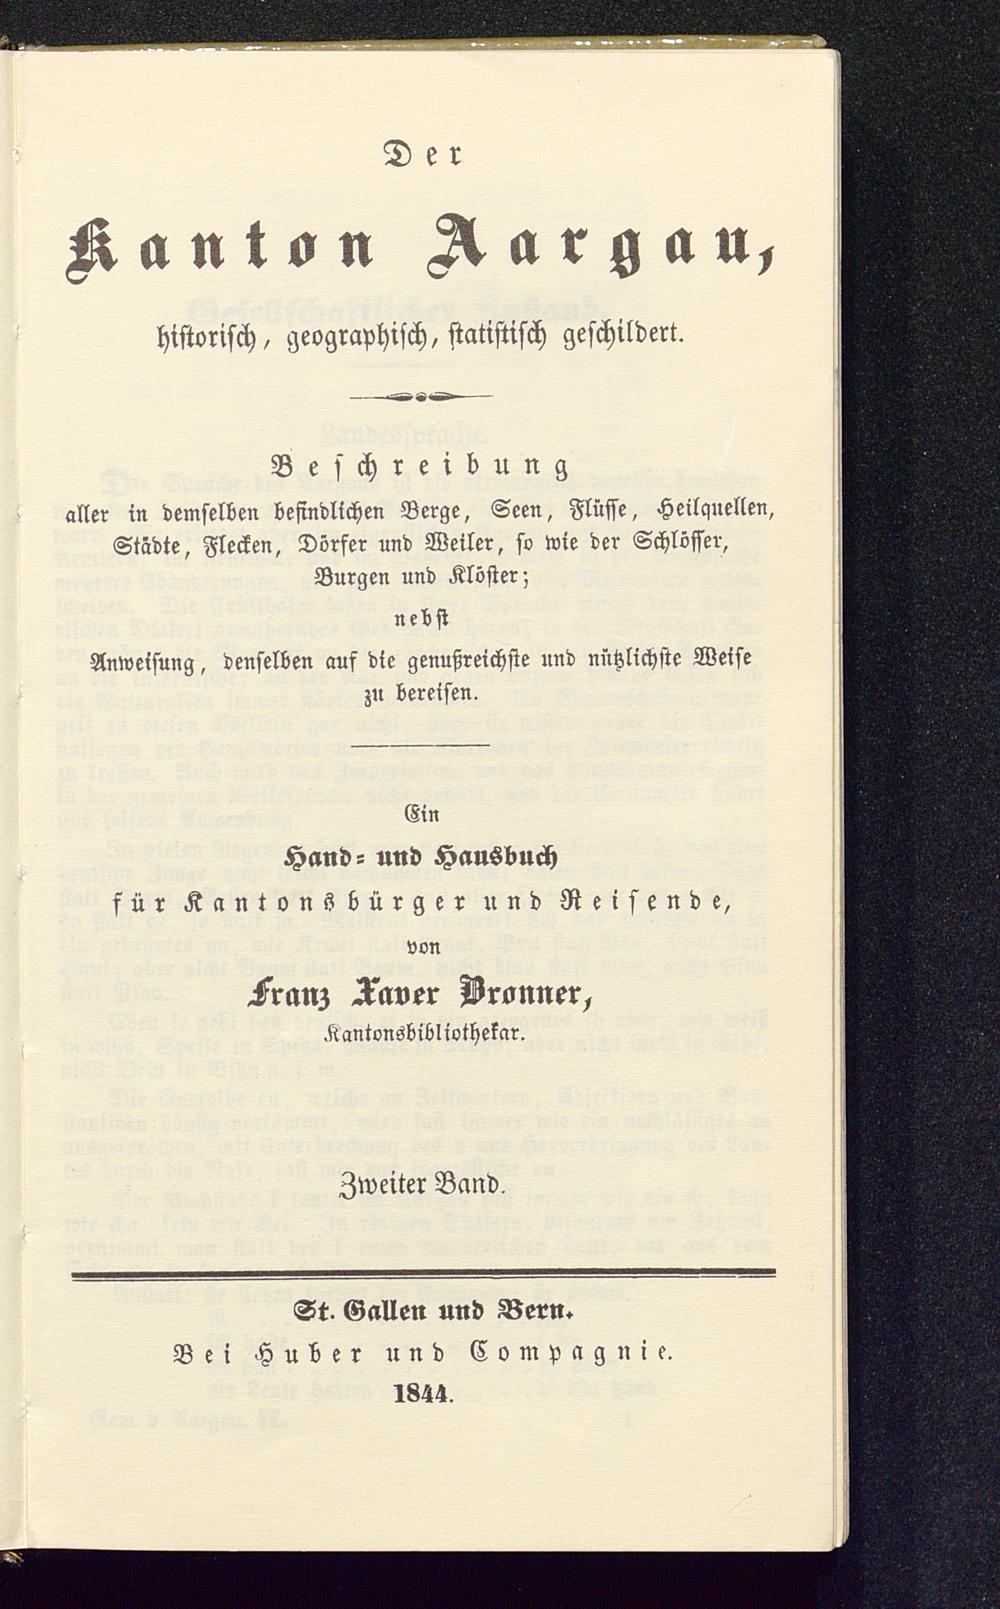 Der
Kanton Aargau,
historisch, geographisch, statistisch geschildert.
Beschreibung
aller in demselben befindlichen Berge, Seen, Flüsse, Heilquellen,
Städte, Flecken, Dörfer und Weiler, so wie der Schlösser,
Burgen und Klöster;
nebst
Anweisung, denselben auf die genußreichste und nützlichste Weise
zu bereisen.
Ein
Hand- und Hausbuch
für Kantonsbürger und Reisende,
von
Franz Xaver Bronner,
Kantonsbibliothekar.
Zweiter Band.
St. Gallen und Bern.
Bei Huber und Compagnie.
1844.